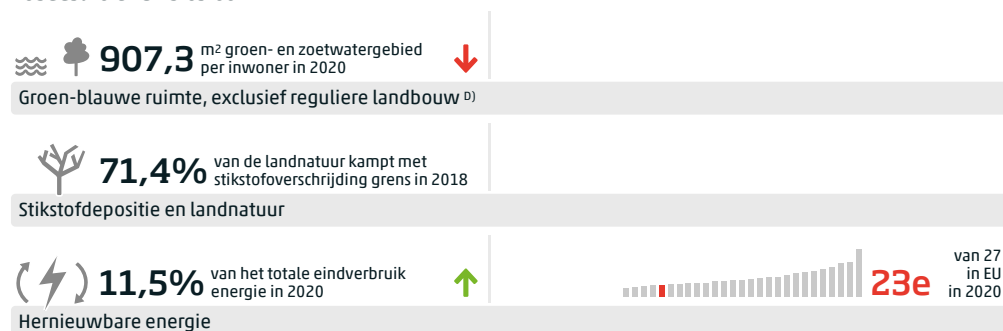 907,3 m² groen- en zoetwatergebied
per inwoner in 2020
Groen-blauwe ruimte, exclusief reguliere landbouw D)
71,4% van de landnatuur kampt met
stikstofoverschrijding grens in 2018
Stikstofdepositie en landnatuur
11,5% van het totale eindverbruik
energie in 2020
23e van 27
in EU
in 2020
Hernieuwbare energie